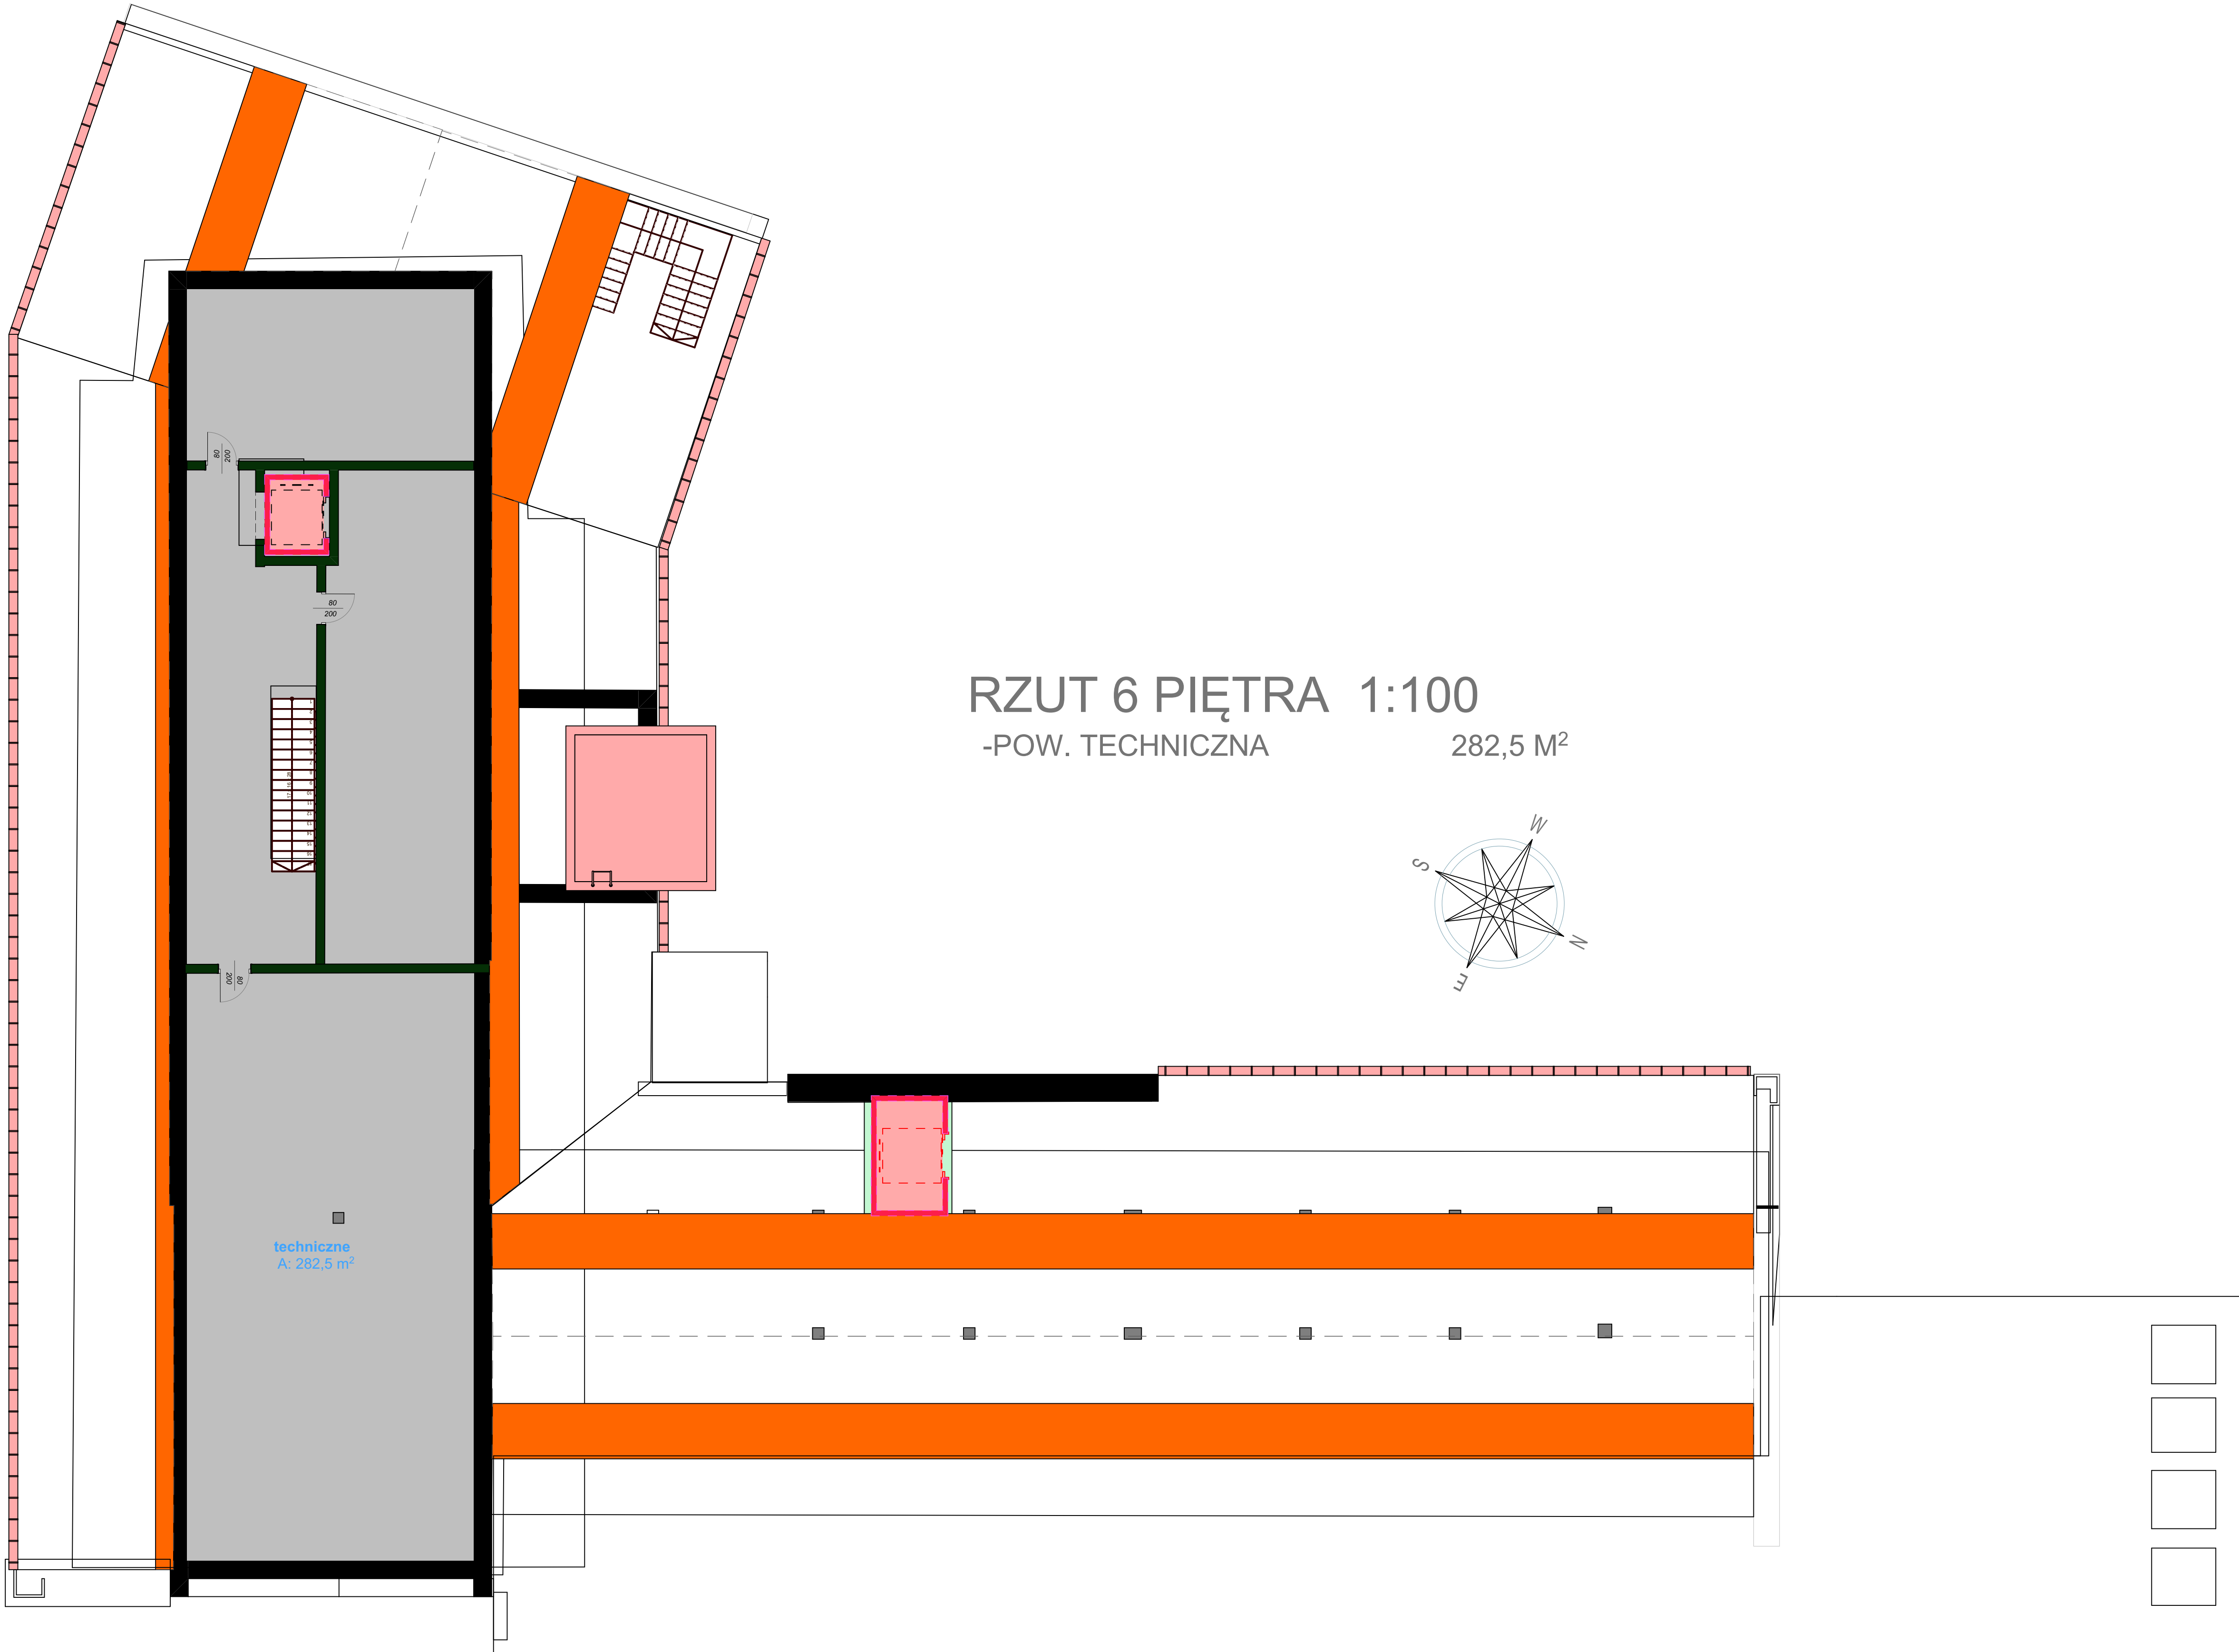 RZUT 6 PIĘTRA 1:100
-POW. TECHNICZNA 282,5 M²
W
S
N
E
80
200
80
200
80
200
techniczne
A: 282,5 m²